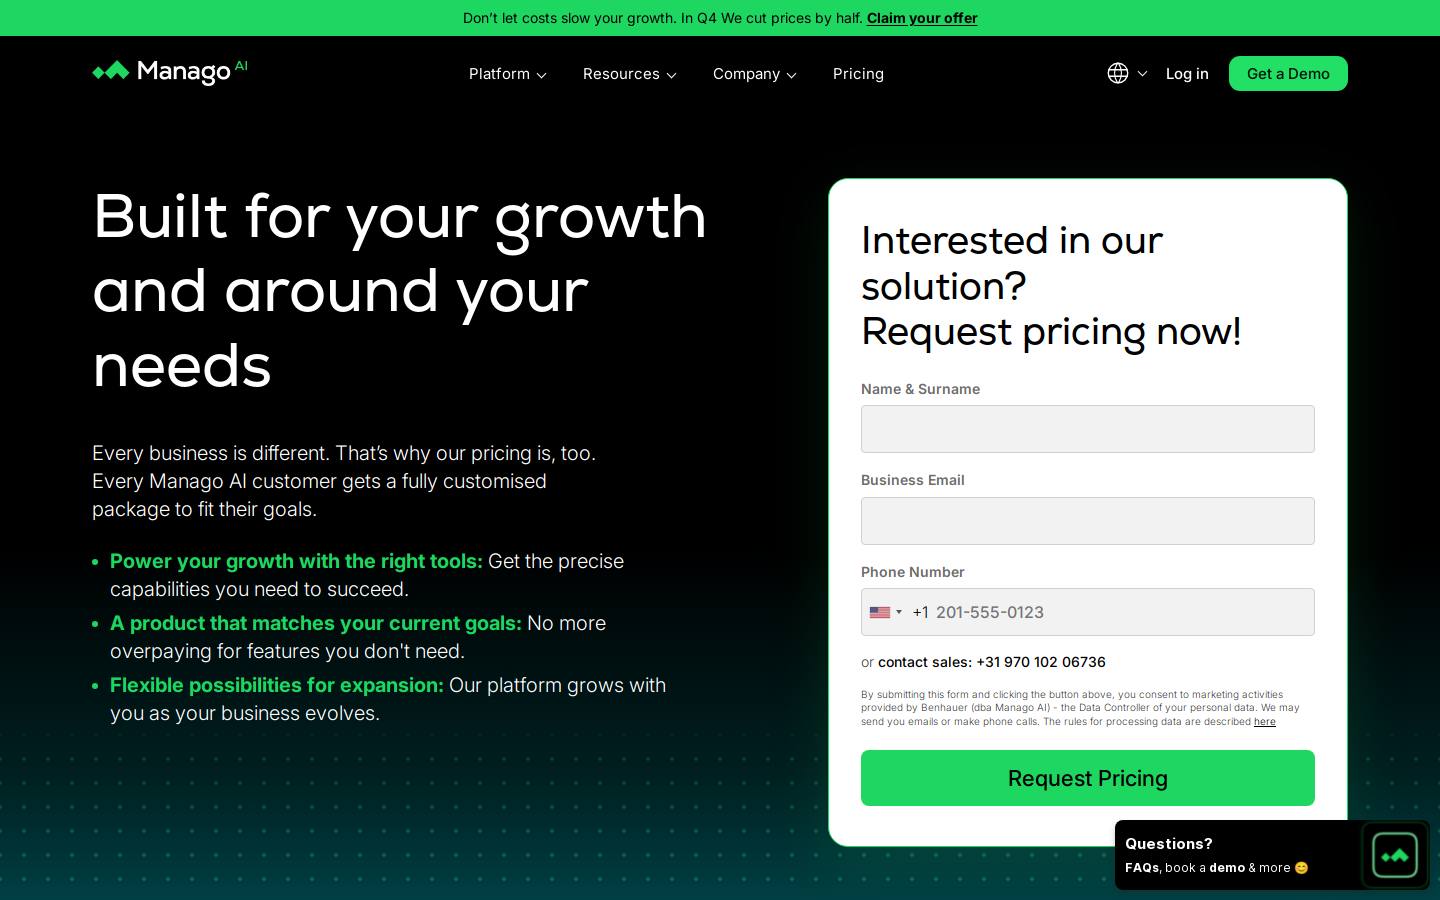 Don't let costs slow your growth. In Q4 We cut prices by half. Claim your offer
Manago AI
Platform
Resources
Company
Pricing
Log in
Get a Demo
Built for your growth
and around your
needs
Every business is different. That's why our pricing is, too.
Every Manago AI customer gets a fully customised
package to fit their goals.
• Power your growth with the right tools: Get the precise
capabilities you need to succeed.
• A product that matches your current goals: No more
overpaying for features you don't need.
• Flexible possibilities for expansion: Our platform grows with
you as your business evolves.
Interested in our
solution?
Request pricing now!
Name & Surname
Business Email
Phone Number
+1 201-555-0123
or contact sales: +31 970 102 06736
By submitting this form and clicking the button above, you consent to marketing activities
provided by Benhauer (dba Manago AI) - the Data Controller of your personal data. We may
send you emails or make phone calls. The rules for processing data are described here
Request Pricing
Questions?
FAQs, book a demo & more 😊